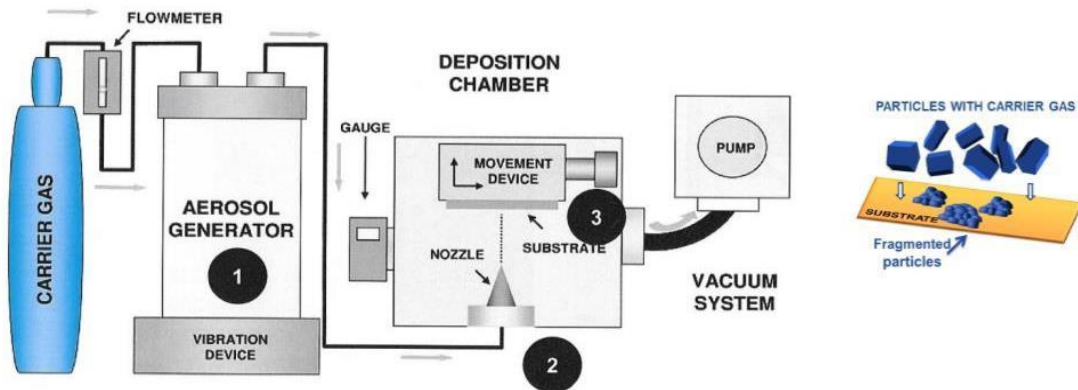 FLOWMETER
CARRIER GAS
AEROSOL
GENERATOR
1
VIBRATION
DEVICE
DEPOSITION
CHAMBER
GAUGE
MOVEMENT
DEVICE
3
SUBSTRATE
NOZZLE
2
PUMP
VACUUM
SYSTEM
PARTICLES WITH CARRIER GAS
SUBSTRATE
Fragmented
particles